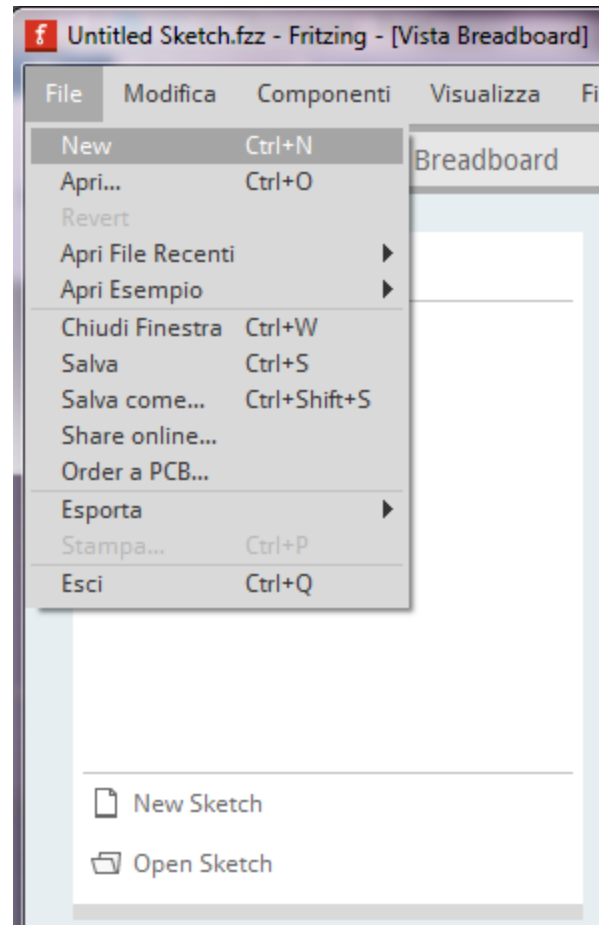 Untitled Sketch.fzz - Fritzing - [Vista Breadboard]
File Modifica Componenti Visualizza Fi
New Ctrl+N
Breadboard
Apri... Ctrl+O
Revert
Apri File Recenti
Apri Esempio
Chiudi Finestra Ctrl+W
Salva Ctrl+S
Salva come... Ctrl+Shift+S
Share online...
Order a PCB...
Esporta
Stampa... Ctrl+P
Esci Ctrl+Q
New Sketch
Open Sketch